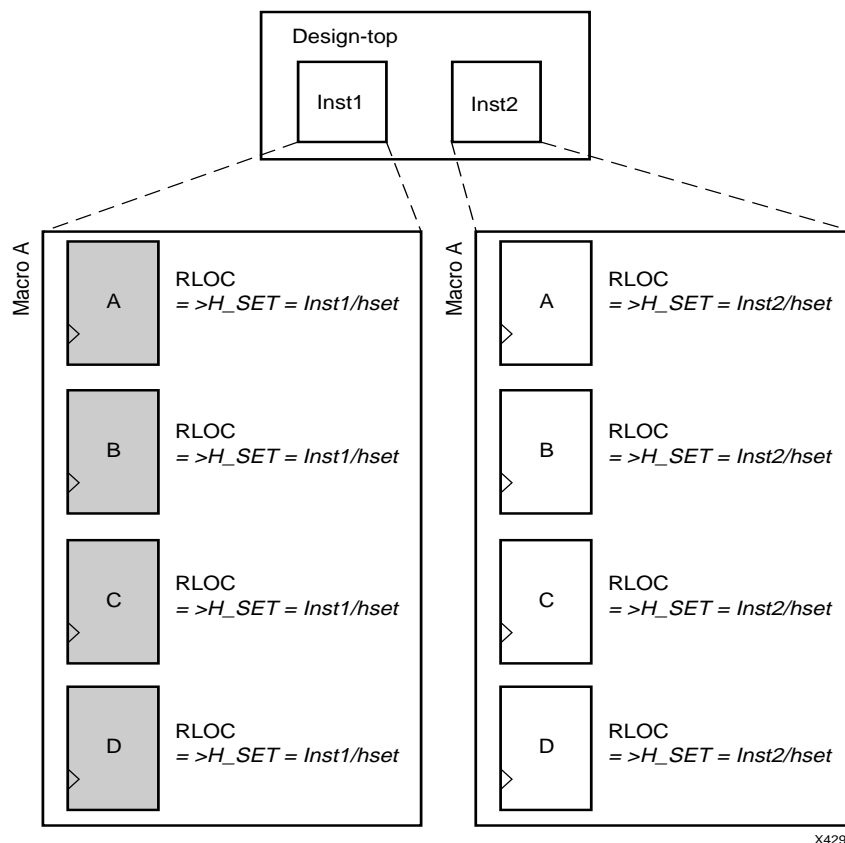 Design-top
Inst1
Inst2
Macro A
A
RLOC
= >H_SET = Inst1/hset
B
RLOC
= >H_SET = Inst1/hset
C
RLOC
= >H_SET = Inst1/hset
D
RLOC
= >H_SET = Inst1/hset
Macro A
A
RLOC
= >H_SET = Inst2/hset
B
RLOC
= >H_SET = Inst2/hset
C
RLOC
= >H_SET = Inst2/hset
D
RLOC
= >H_SET = Inst2/hset
X429